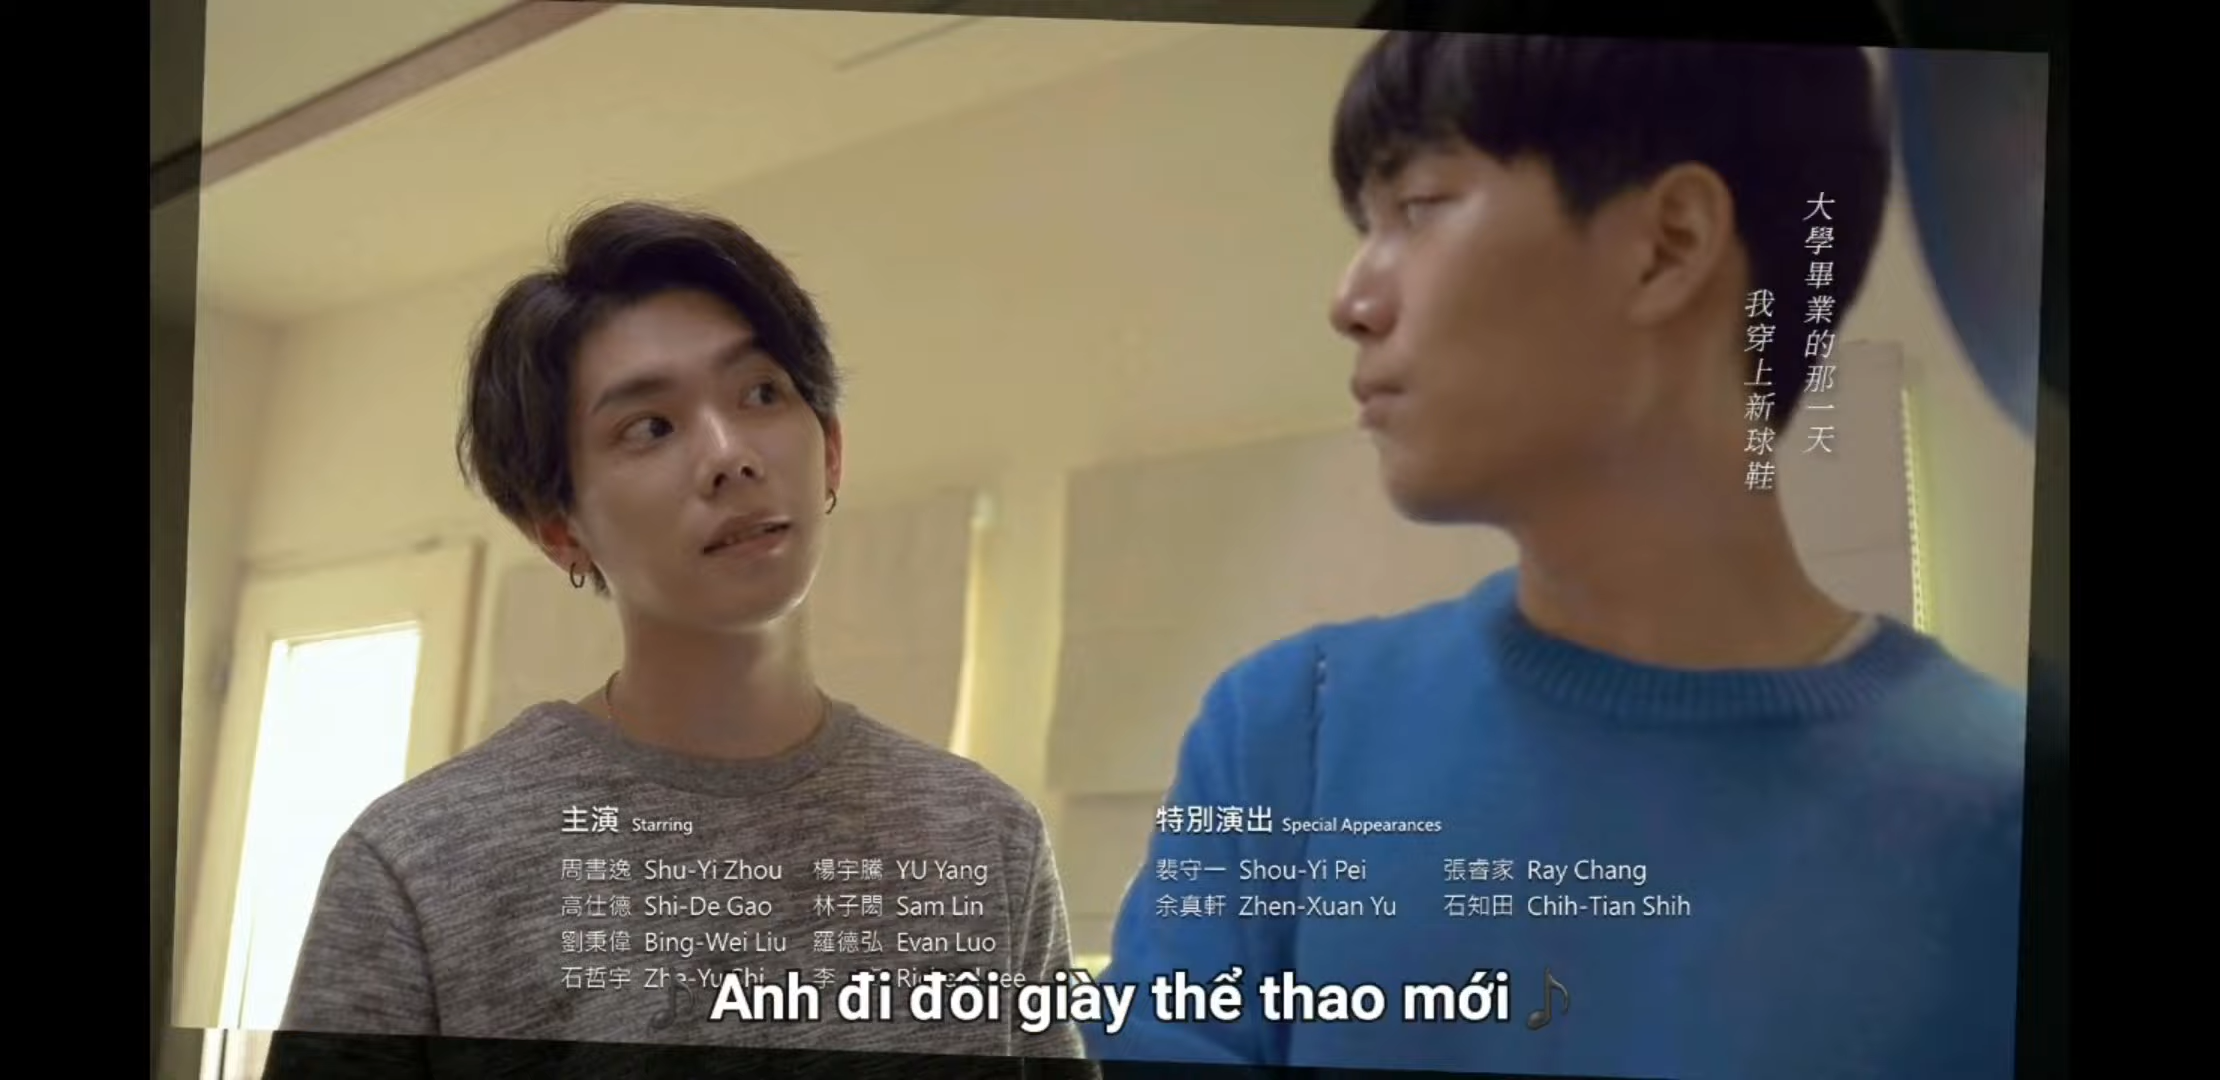 大學畢業的那一天
我穿上新球鞋
主演 Starring
周書逸 Shu-Yi Zhou 楊宇騰 YU Yang
高仕德 Shi-De Gao 林子閎 Sam Lin
劉秉偉 Bing-Wei Liu 羅德弘 Evan Luo
石哲宇 Zhe-Yu Shi 李
特別演出 Special Appearances
裴守一 Shou-Yi Pei 張睿家 Ray Chang
余真軒 Zhen-Xuan Yu 石知田 Chih-Tian Shih
♪ Anh đi đôi giày thể thao mới ♪